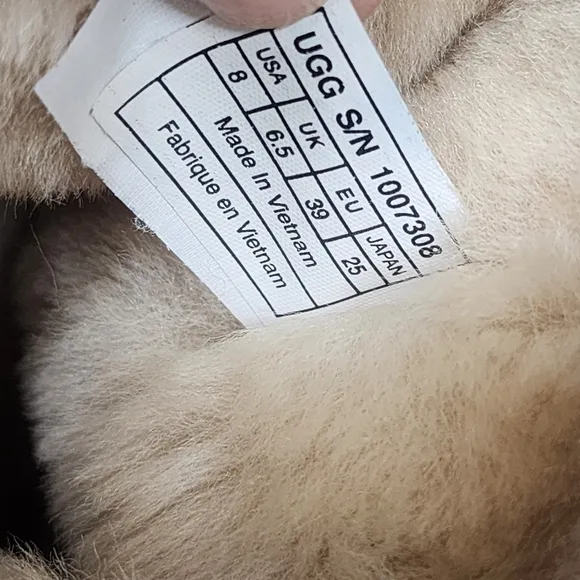 UGG S/N 1007308
USA UK EU JAPAN
8 6.5 39 25
Made In Vietnam
Fabrique en Vietnam